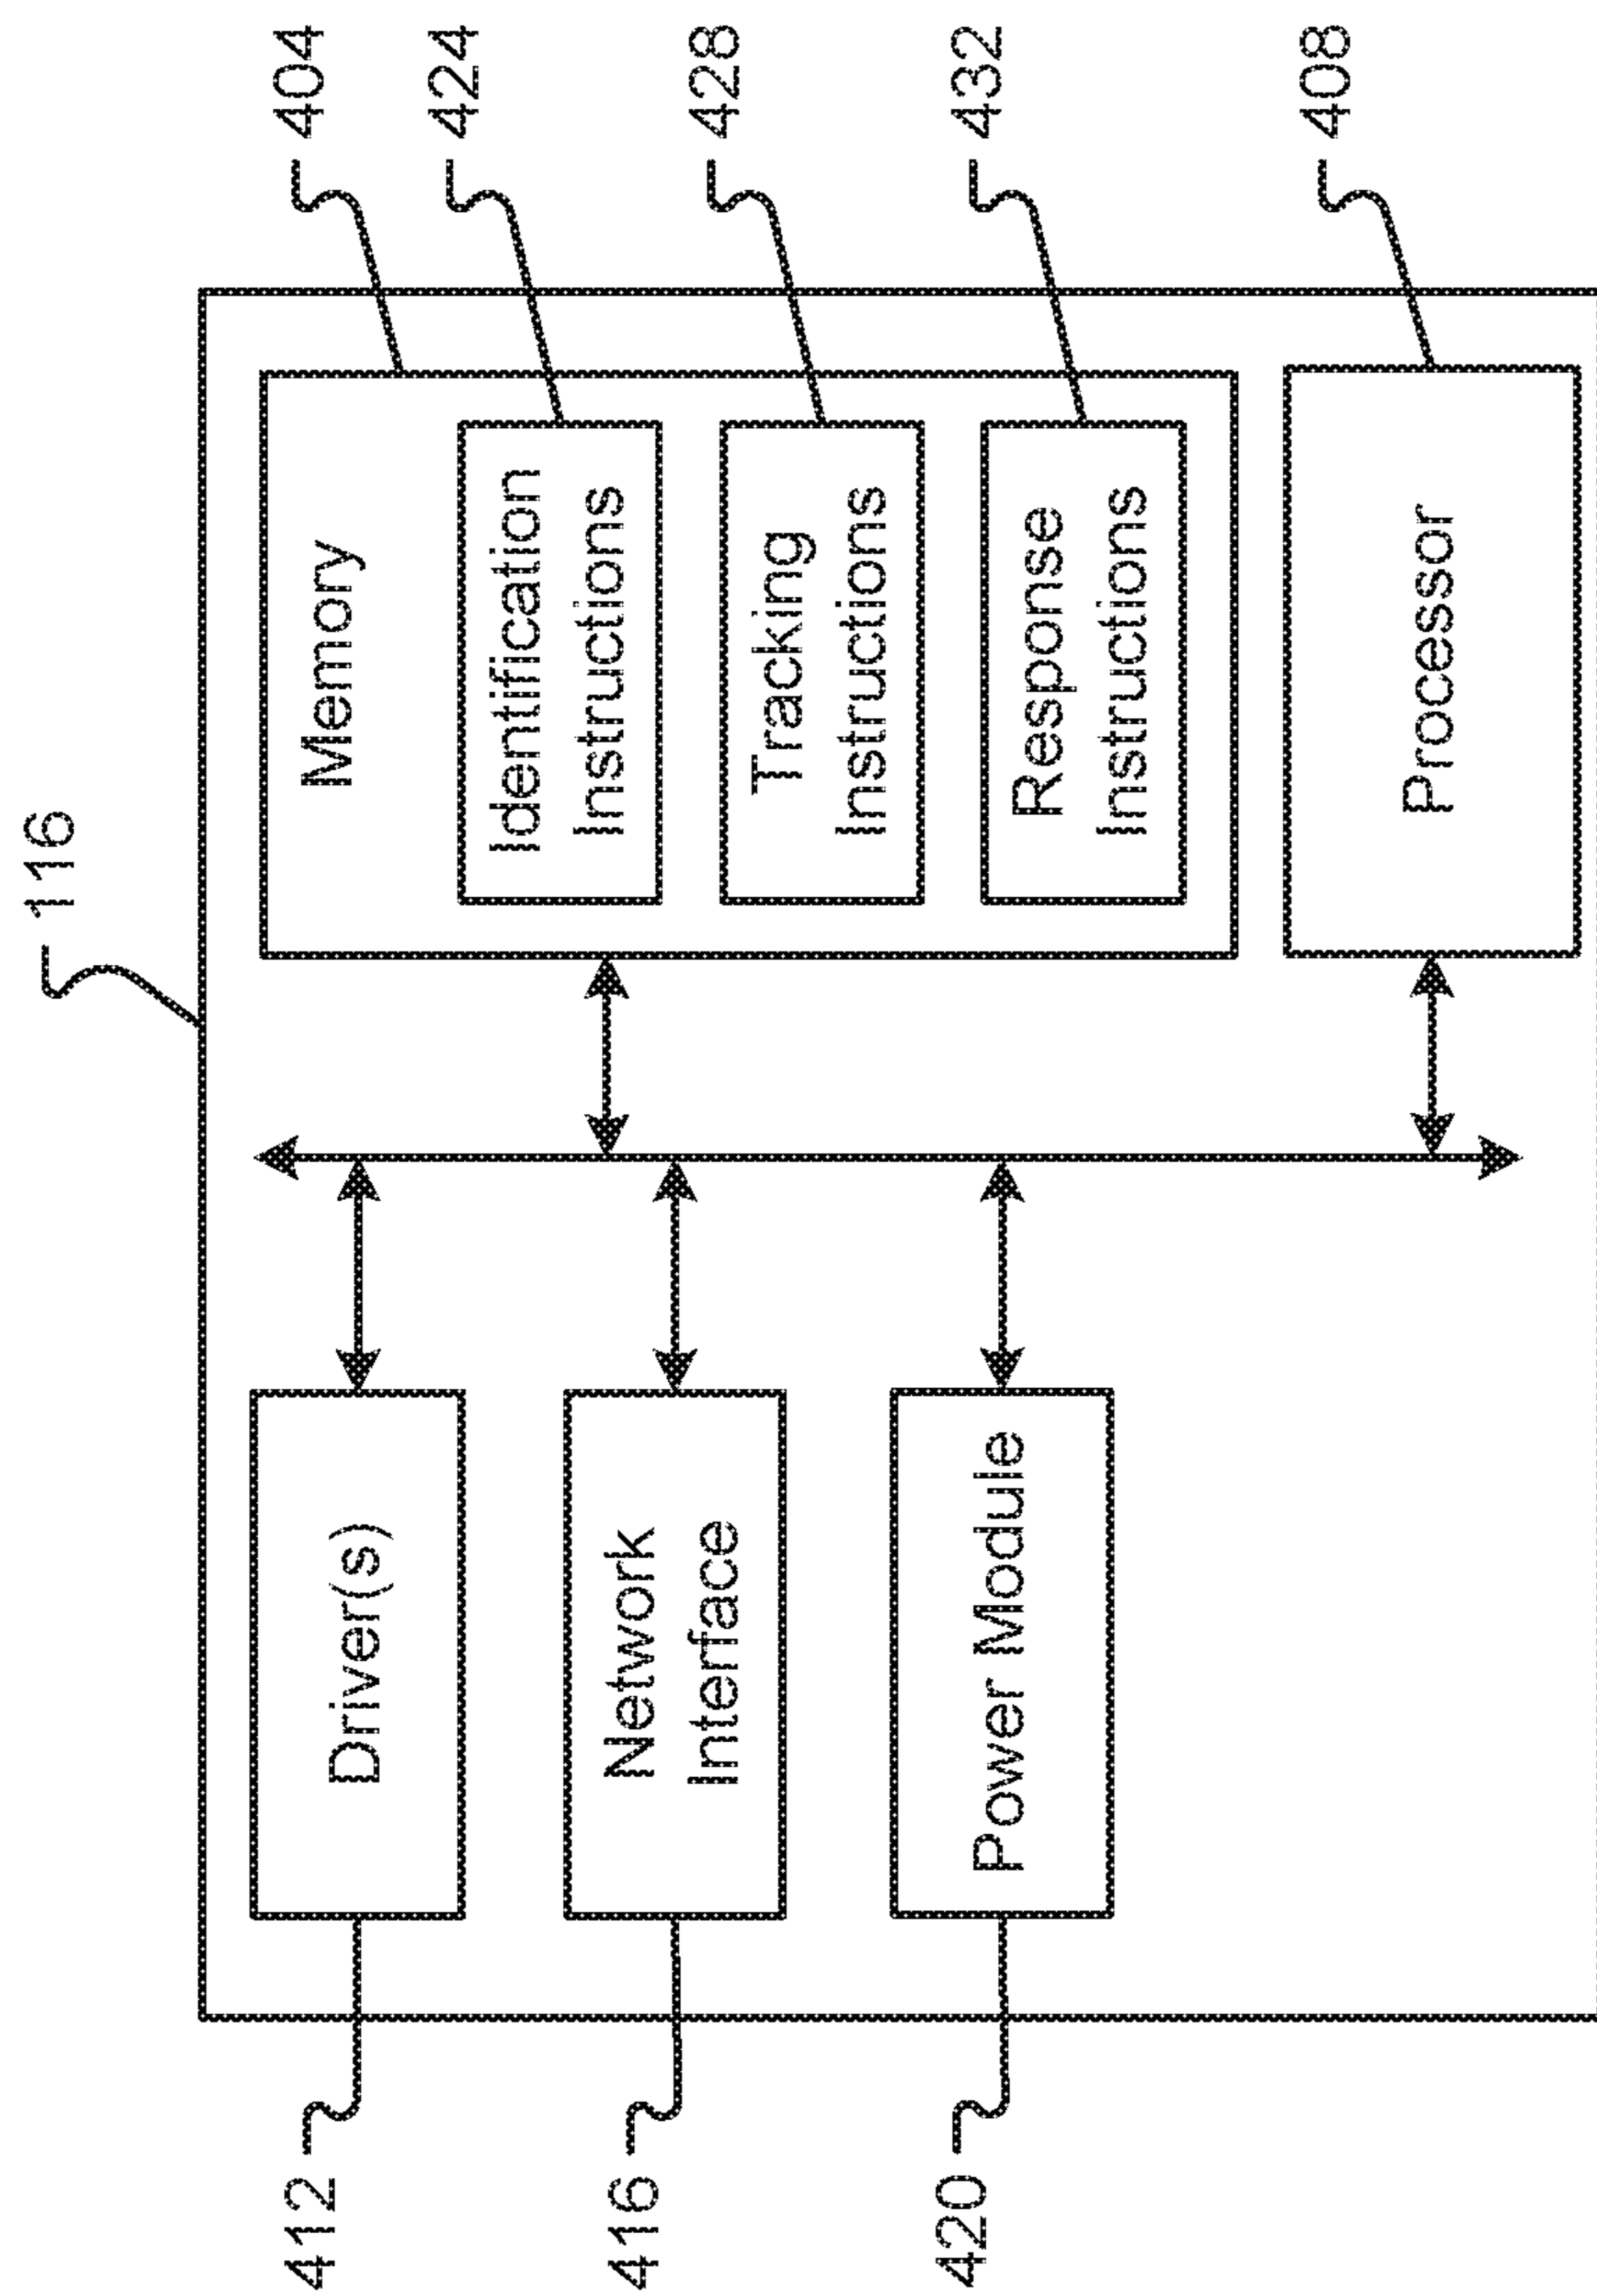 116
412
Driver(s)
416
Network
Interface
420
Power Module
Memory
404
Identification
Instructions
424
Tracking
Instructions
428
Response
Instructions
432
Processor
408